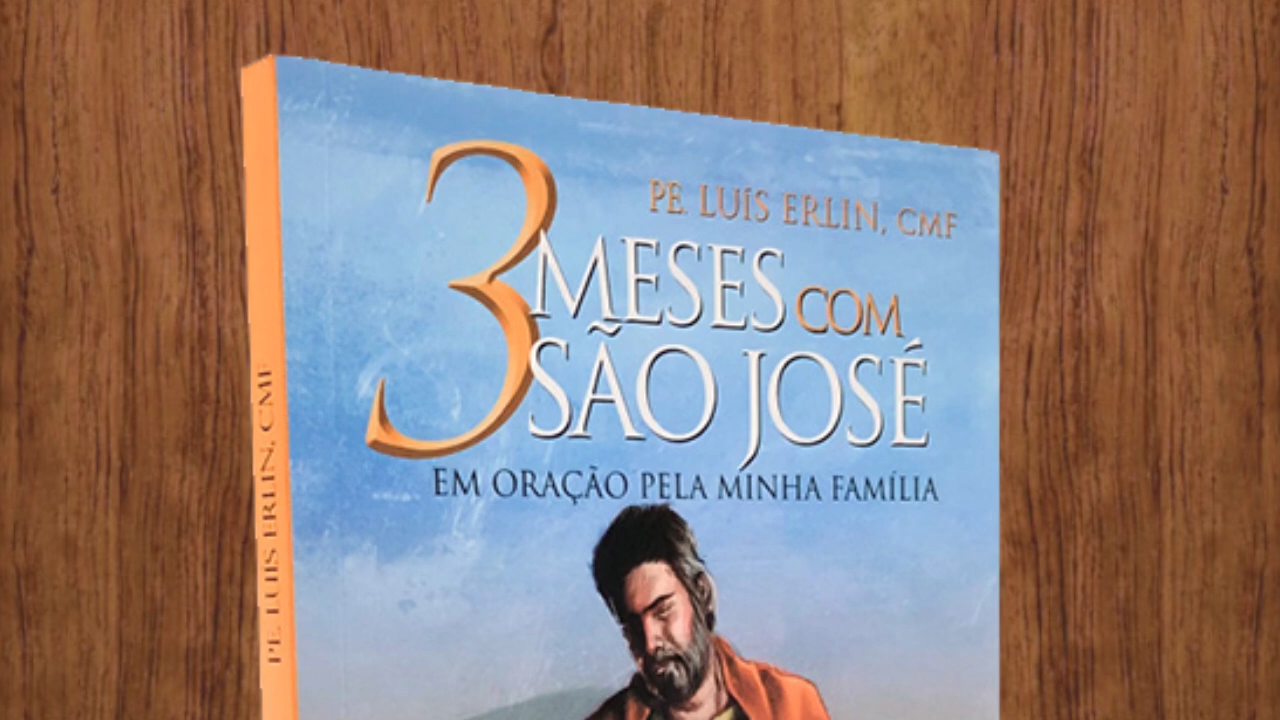 PE. LUÍS ERLIN, CMF
3 MESES COM
SÃO JOSÉ
EM ORAÇÃO PELA MINHA FAMÍLIA
PE. LUÍS ERLIN, CMF